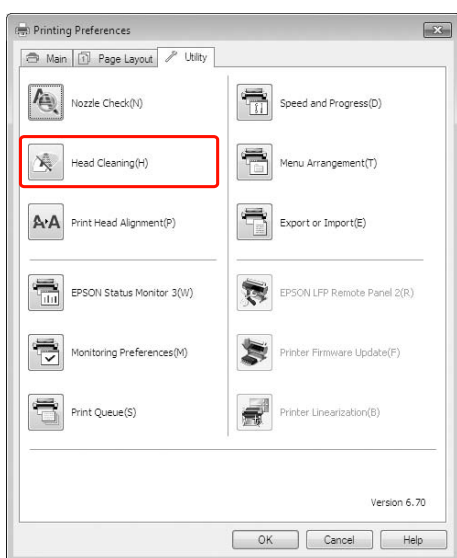 Printing Preferences
Main
Page Layout
Utility
Nozzle Check(N)
Speed and Progress(D)
Head Cleaning(H)
Menu Arrangement(T)
Print Head Alignment(P)
Export or Import(E)
EPSON Status Monitor 3(W)
EPSON LFP Remote Panel 2(R)
Monitoring Preferences(M)
Printer Firmware Update(F)
Print Queue(S)
Printer Linearization(B)
Version 6.70
OK
Cancel
Help